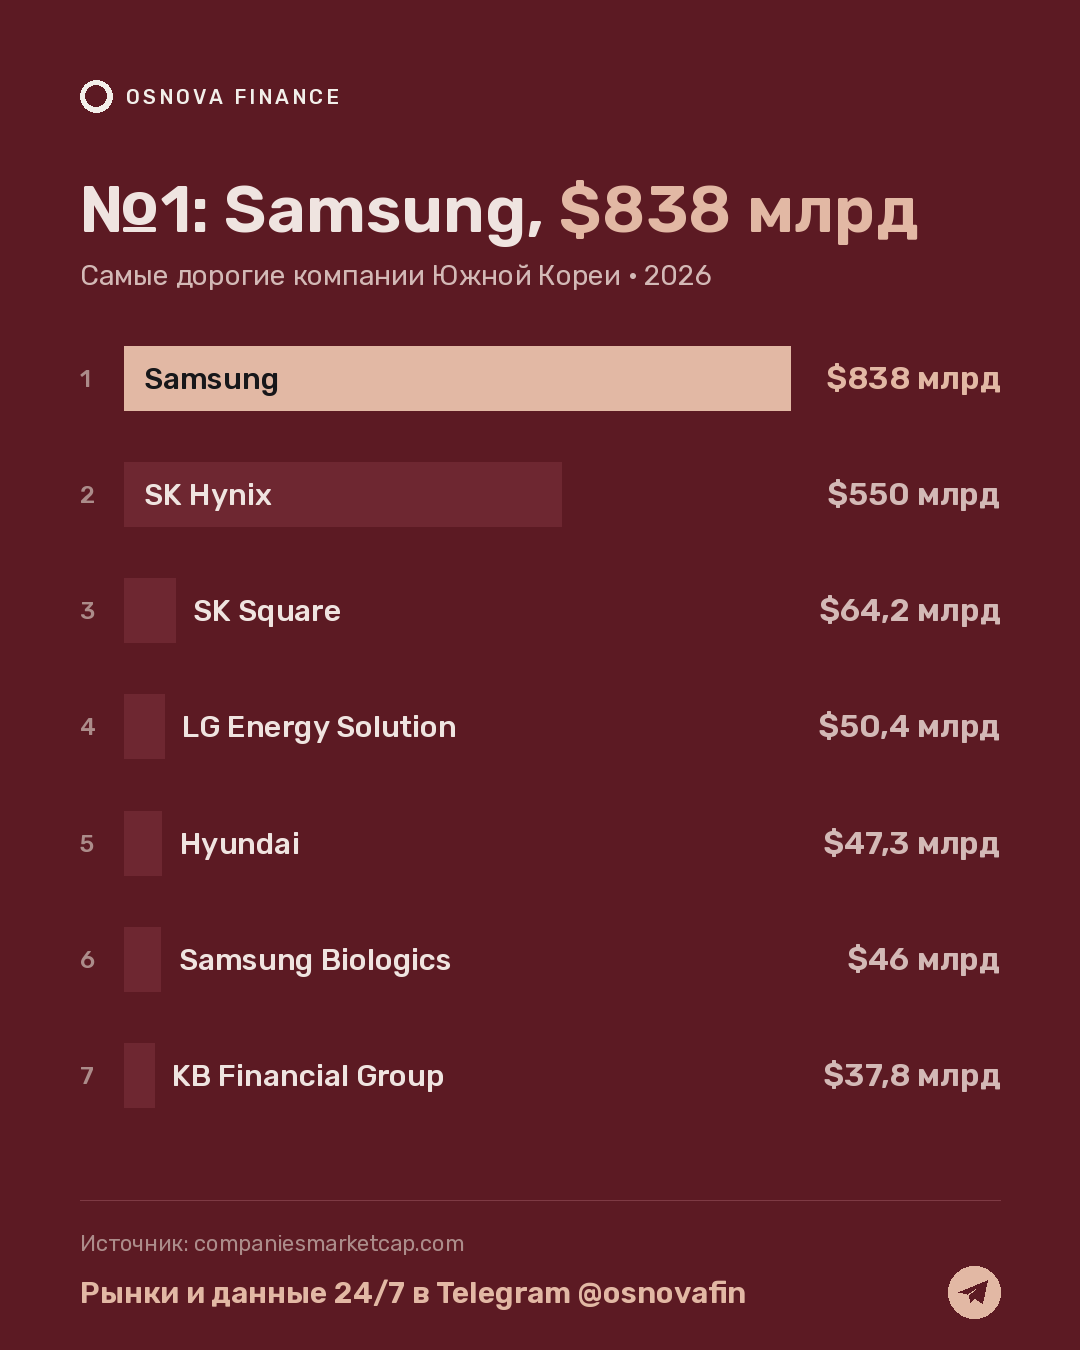 OSNOVA FINANCE
№1: Samsung, $838 млрд
Самые дорогие компании Южной Кореи • 2026
1 Samsung $838 млрд
2 SK Hynix $550 млрд
3 SK Square $64,2 млрд
4 LG Energy Solution $50,4 млрд
5 Hyundai $47,3 млрд
6 Samsung Biologics $46 млрд
7 KB Financial Group $37,8 млрд
Источник: companiesmarketcap.com
Рынки и данные 24/7 в Telegram @osnovafin